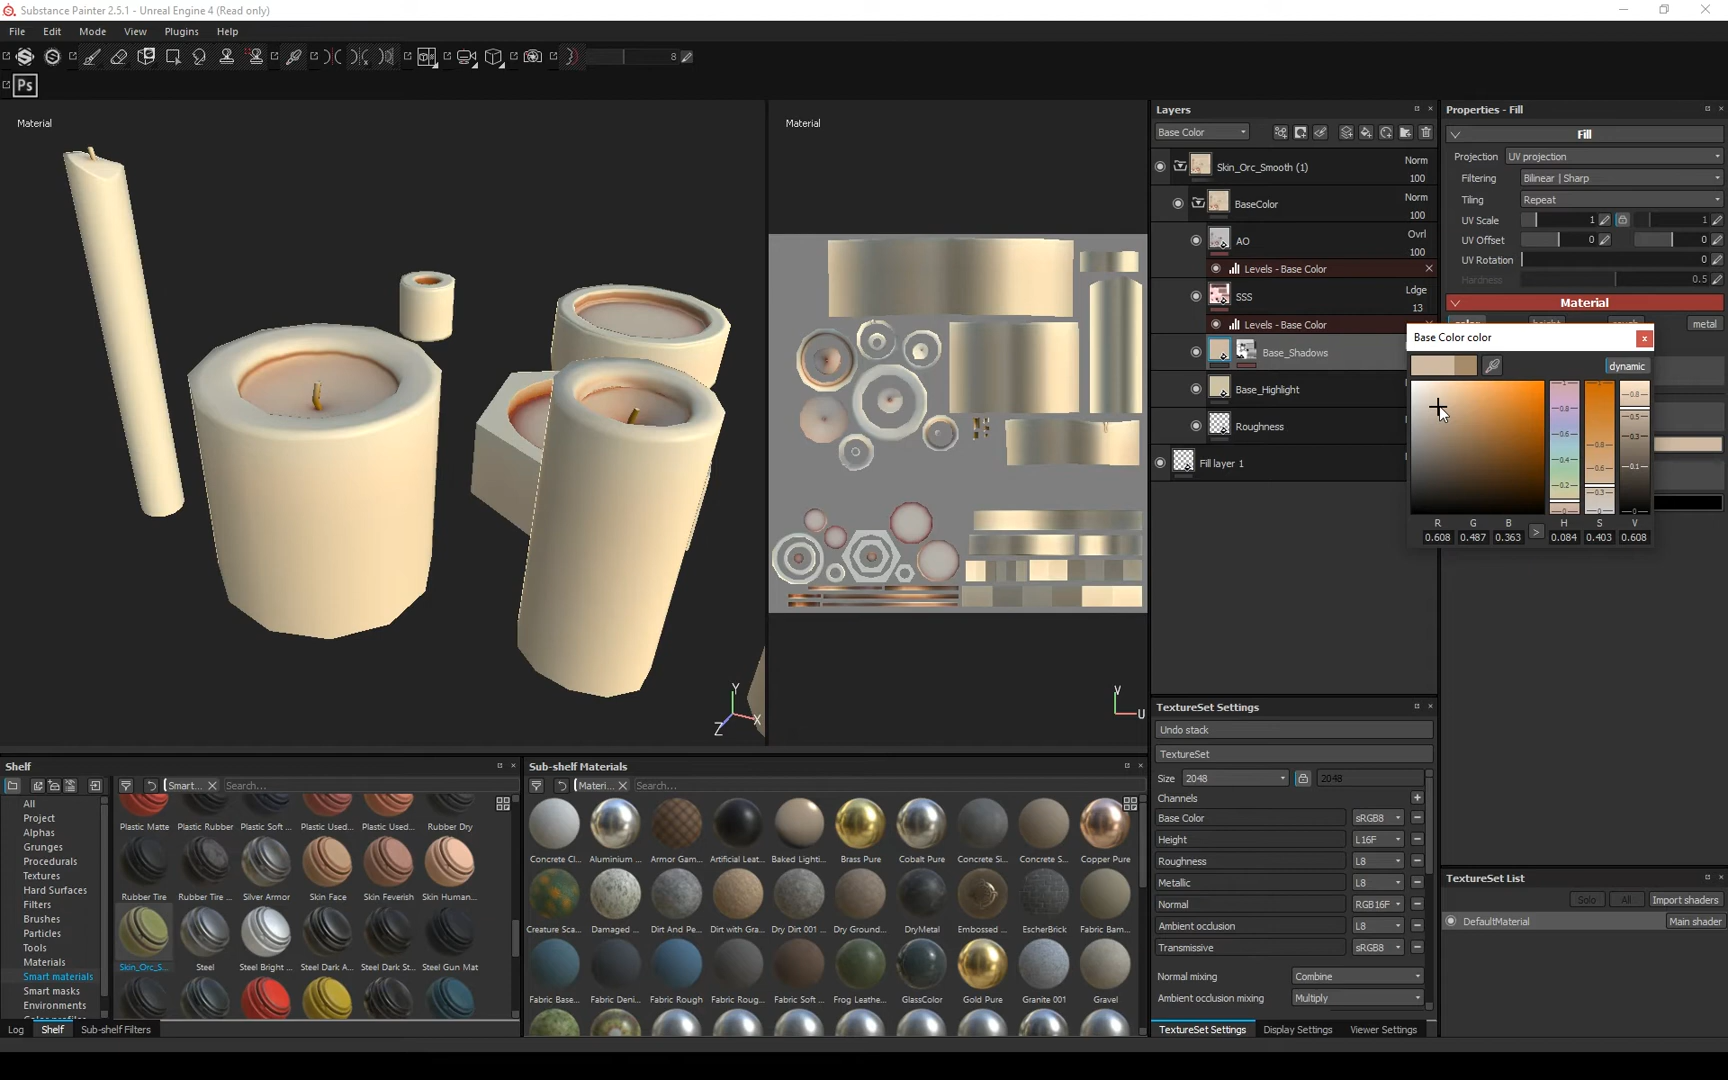 Substance Painter 2.5.1 - Unreal Engine 4 (Read only)
File Edit Mode View Plugins Help
8
Ps
Material
Material
Y
X
Z
V
U
Layers
Base Color
Skin_Orc_Smooth (1) Norm 100
BaseColor Norm 100
AO Ovrl 100
Levels - Base Color
SSS Ldge 13
Levels - Base Color
Base_Shadows
Base_Highlight
Roughness
Fill layer 1
Properties - Fill
Fill
Projection UV projection
Filtering Bilinear | Sharp
Tiling Repeat
UV Scale 1 1
UV Offset 0 0
UV Rotation 0
Hardness 0.5
Material
metal
Base Color color
dynamic
R G B H S V
0.608 0.487 0.363 > 0.084 0.403 0.608
TextureSet Settings
Undo stack
TextureSet
Size 2048 2048
Channels
Base Color sRGB8
Height L16F
Roughness L8
Metallic L8
Normal RGB16F
Ambient occlusion L8
Transmissive sRGB8
Normal mixing Combine
Ambient occlusion mixing Multiply
TextureSet Settings Display Settings Viewer Settings
TextureSet List
Solo All Import shaders
DefaultMaterial Main shader
Shelf
Smart... Search...
All
Project
Alphas
Grunges
Procedurals
Textures
Hard Surfaces
Filters
Brushes
Particles
Tools
Materials
Smart materials
Smart masks
Environments
Plastic Matte Plastic Rubber Plastic Soft ... Plastic Used... Plastic Used... Rubber Dry
Rubber Tire Rubber Tire ... Silver Armor Skin Face Skin Feverish Skin Human...
Skin_Orc_S... Steel Steel Bright ... Steel Dark A... Steel Dark St... Steel Gun Mat
Log Shelf Sub-shelf Filters
Sub-shelf Materials
Materi... Search...
Concrete Cl... Aluminium ... Armor Gam... Artificial Leat... Baked Lighti... Brass Pure Cobalt Pure Concrete Si... Concrete S... Copper Pure
Creature Sca... Damaged ... Dirt And Pe... Dirt with Gra... Dry Dirt 001 ... Dry Ground... DryMetal Embossed ... EscherBrick Fabric Bam...
Fabric Base... Fabric Deni... Fabric Rough Fabric Roug... Fabric Soft ... Frog Leathe... GlassColor Gold Pure Granite 001 Gravel